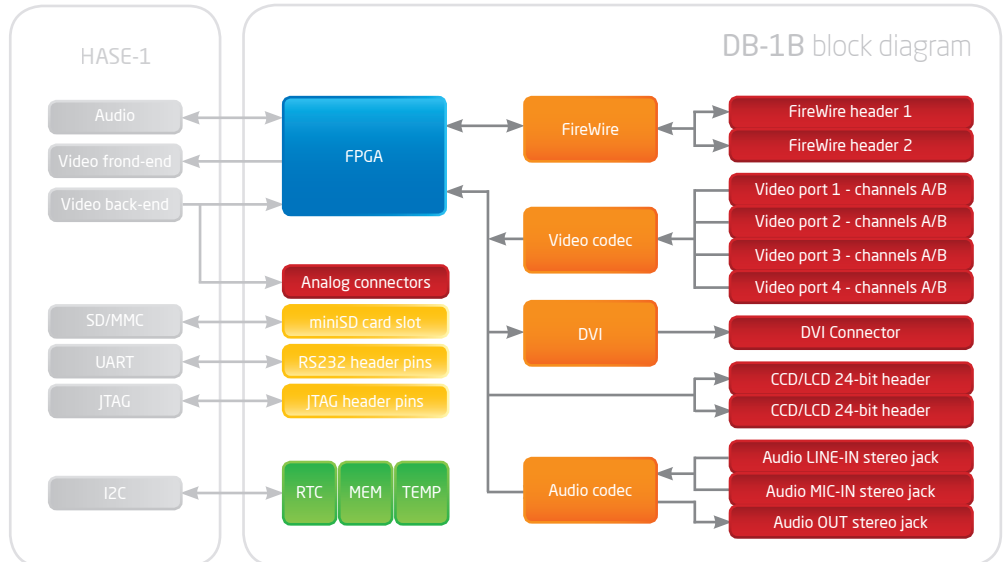 HASE-1
DB-1B block diagram
Audio
Video frond-end
Video back-end
SD/MMC
UART
JTAG
I2C
FPGA
Analog connectors
miniSD card slot
RS232 header pins
JTAG header pins
RTC
MEM
TEMP
FireWire
Video codec
DVI
Audio codec
FireWire header 1
FireWire header 2
Video port 1 - channels A/B
Video port 2 - channels A/B
Video port 3 - channels A/B
Video port 4 - channels A/B
DVI Connector
CCD/LCD 24-bit header
CCD/LCD 24-bit header
Audio LINE-IN stereo jack
Audio MIC-IN stereo jack
Audio OUT stereo jack